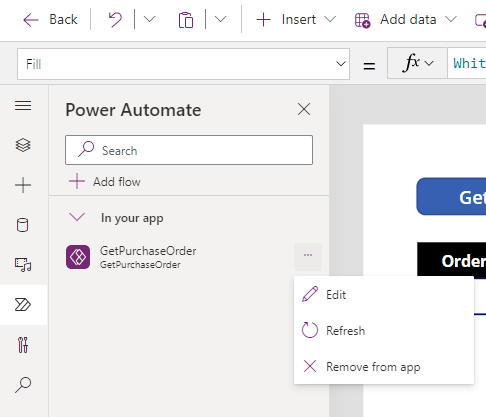 Back Insert Add data
Fill = fx Whit
Power Automate
Search
Add flow
In your app
GetPurchaseOrder
GetPurchaseOrder
...
Edit
Refresh
Remove from app
Get
Order